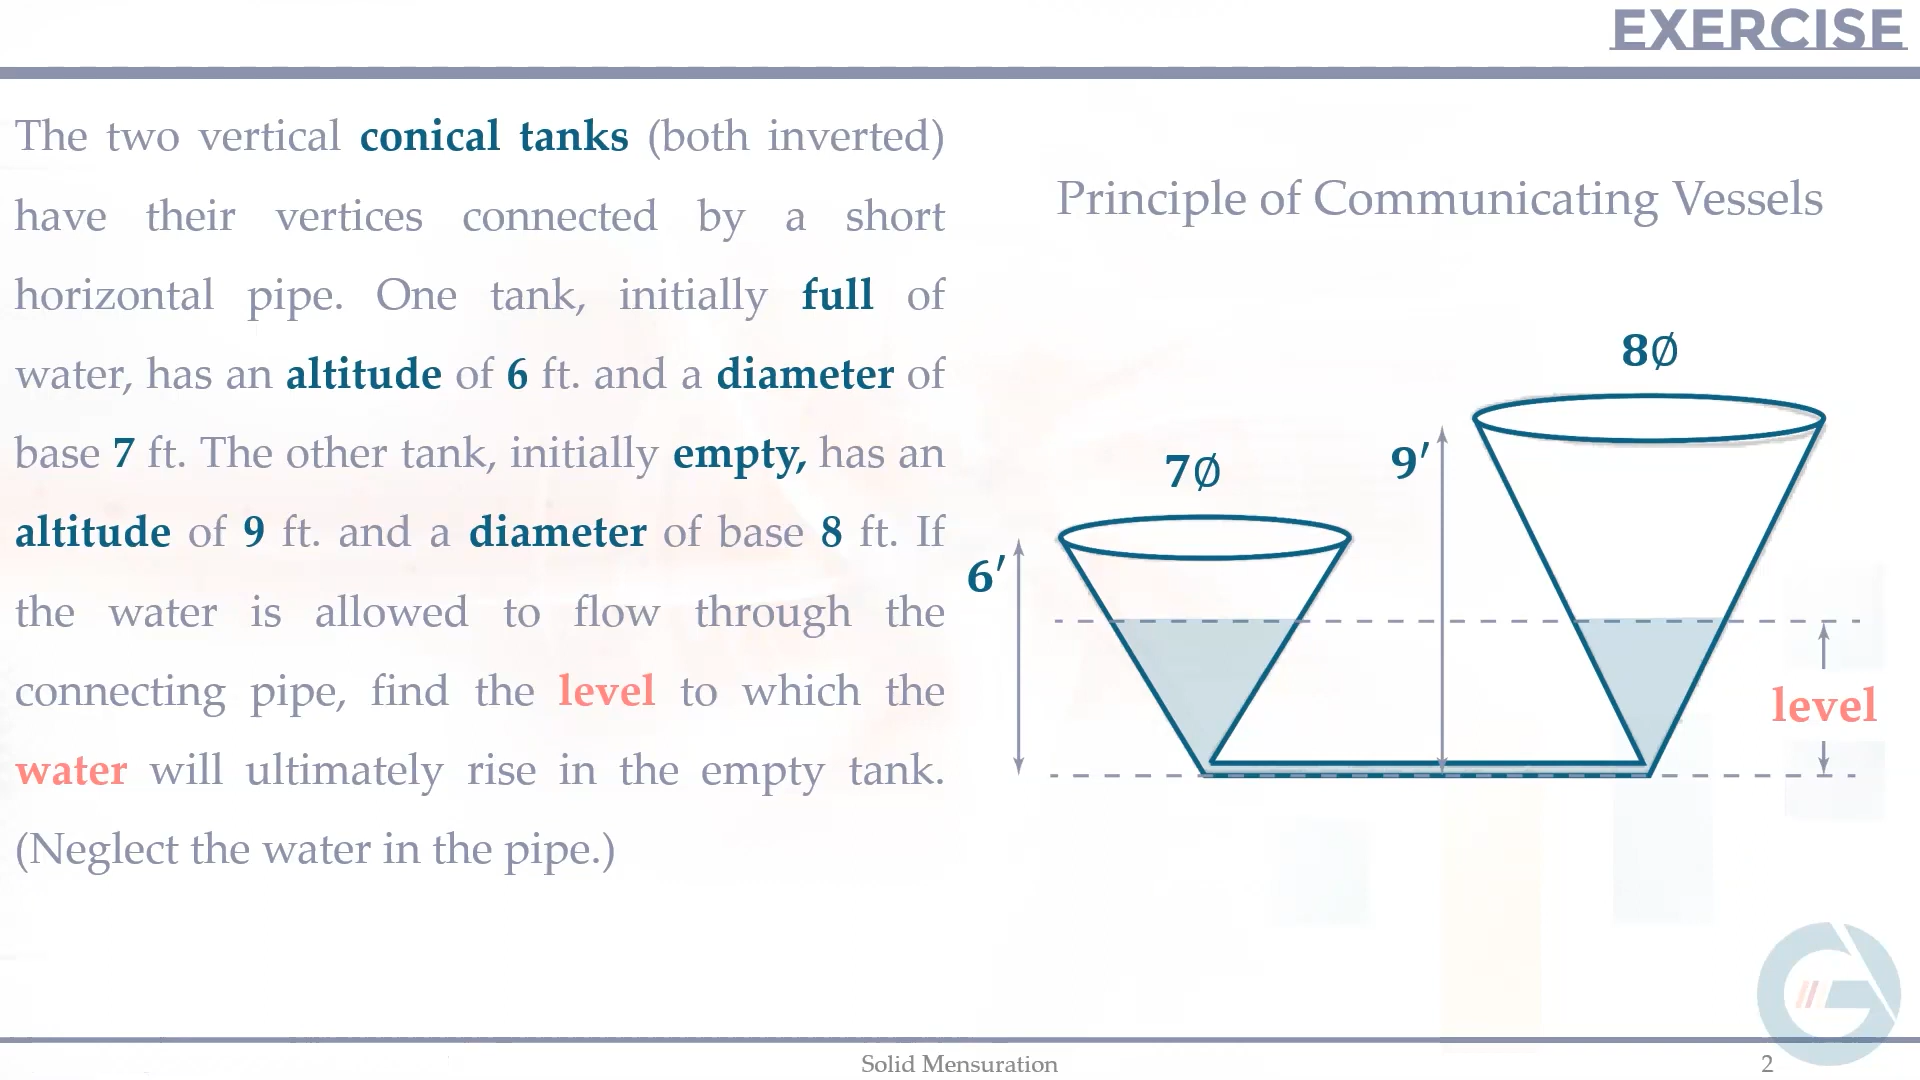 EXERCISE
The two vertical conical tanks (both inverted)
have their vertices connected by a short
horizontal pipe. One tank, initially full of
water, has an altitude of 6 ft. and a diameter of
base 7 ft. The other tank, initially empty, has an
altitude of 9 ft. and a diameter of base 8 ft. If
the water is allowed to flow through the
connecting pipe, find the level to which the
water will ultimately rise in the empty tank.
(Neglect the water in the pipe.)
Principle of Communicating Vessels
8∅
9′
7∅
6′
level
Solid Mensuration
2